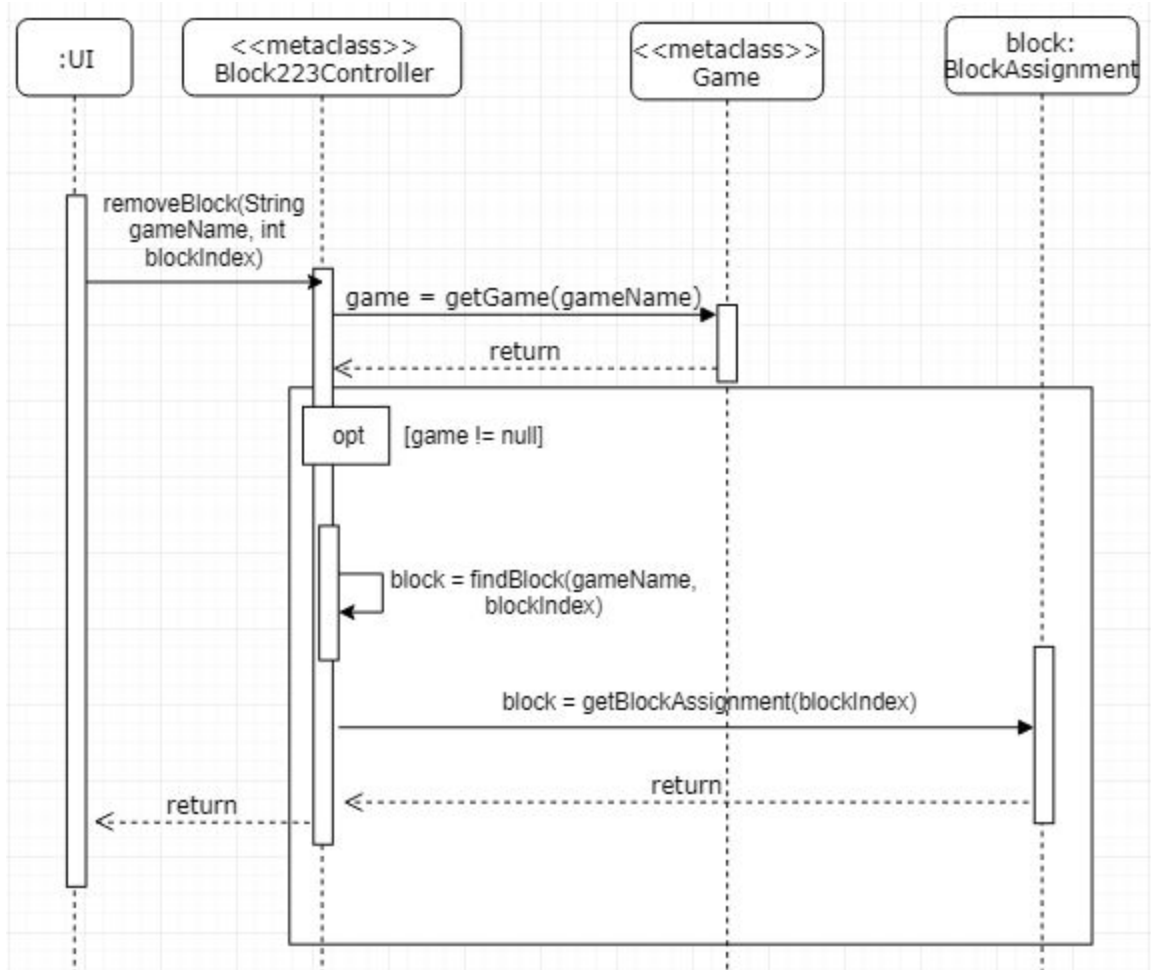 :UI
<<metaclass>>
Block223Controller
<<metaclass>>
Game
block:
BlockAssignment
removeBlock(String
gameName, int
blockIndex)
game = getGame(gameName)
return
opt
[game != null]
block = findBlock(gameName,
blockIndex)
block = getBlockAssignment(blockIndex)
return
return